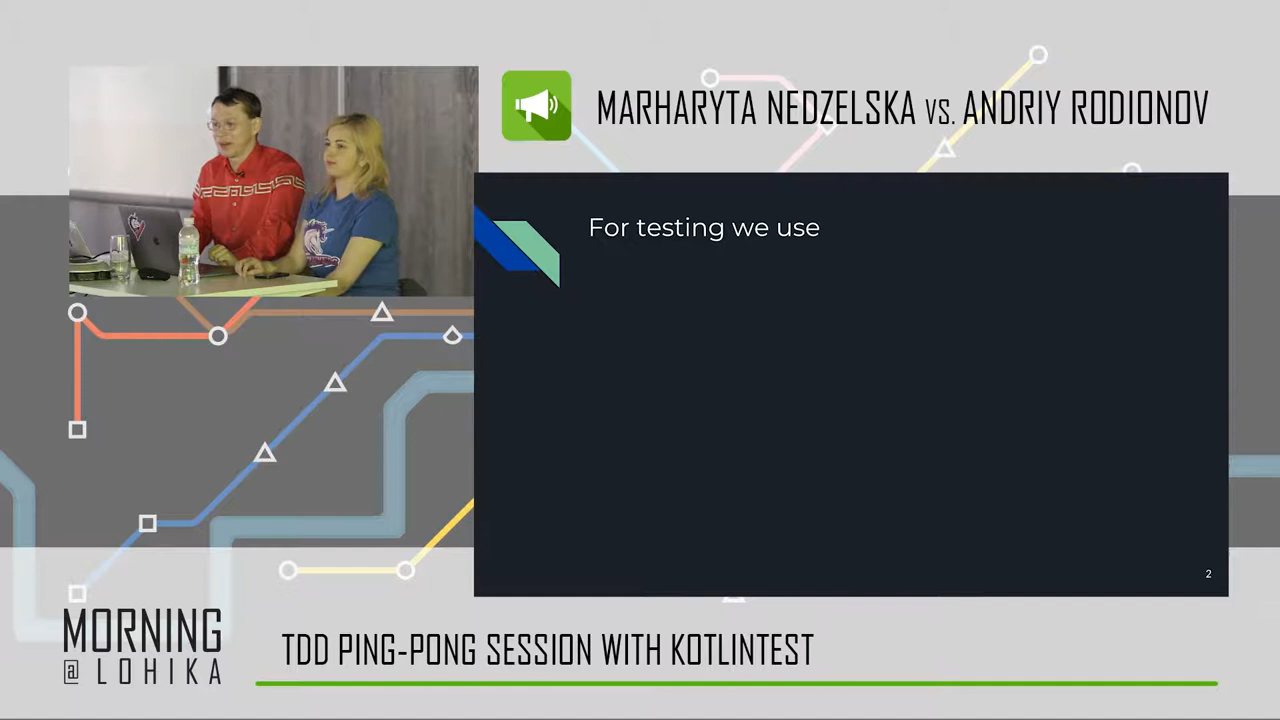 MARHARYTA NEDZELSKA VS. ANDRIY RODIONOV
For testing we use
2
MORNING
@ LOHIKA
TDD PING-PONG SESSION WITH KOTLINTEST